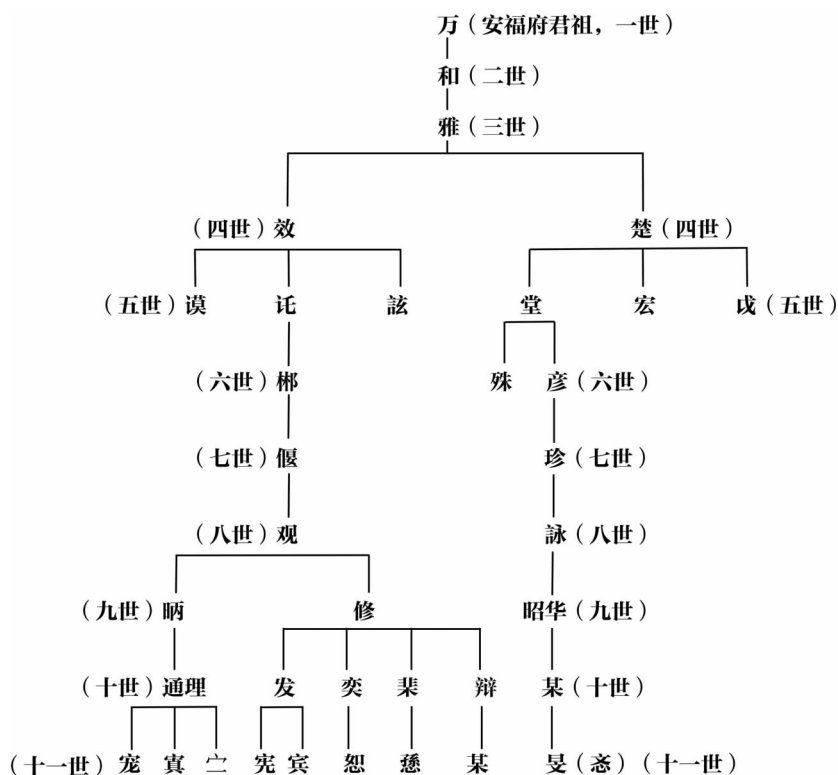 万（安福府君祖，一世）
和（二世）
雅（三世）
（四世）效 楚（四世）
（五世）谟 讬 詃 堂 宏 戉（五世）
（六世）郴 殊 彦（六世）
（七世）偃 珍（七世）
（八世）观 詠（八世）
（九世）昞 修 昭华（九世）
（十世）通理 发 奕 棐 辩 某（十世）
（十一世）宠 寘 宪 宾 恕 愻 某 旻（忞）（十一世）